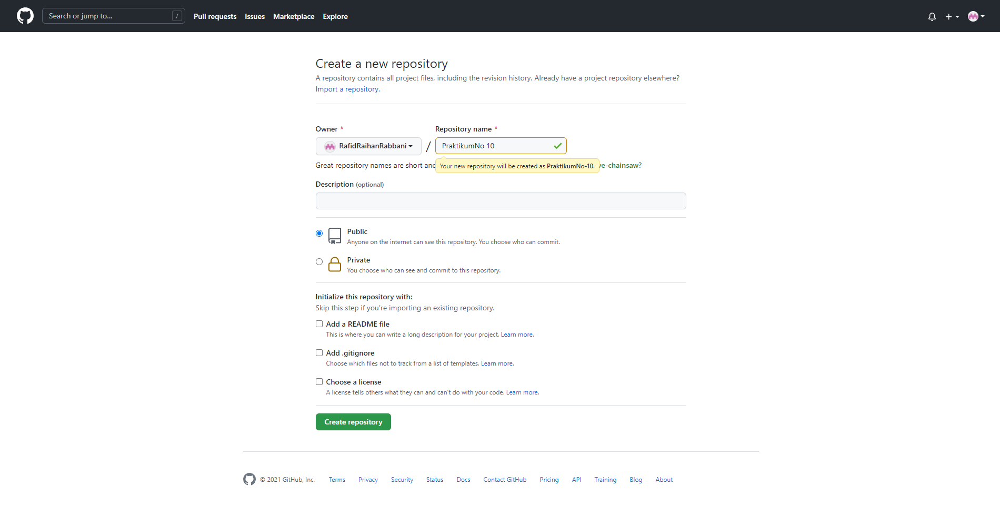 Search or jump to... /
Pull requests Issues Marketplace Explore
Create a new repository
A repository contains all project files, including the revision history. Already have a project repository elsewhere?
Import a repository.
Owner * Repository name *
RafidRaihanRabbani / PraktikumNo 10
Great repository names are short and ve-chainsaw?
Your new repository will be created as PraktikumNo-10.
Description (optional)
Public
Anyone on the internet can see this repository. You choose who can commit.
Private
You choose who can see and commit to this repository.
Initialize this repository with:
Skip this step if you're importing an existing repository.
Add a README file
This is where you can write a long description for your project. Learn more.
Add .gitignore
Choose which files not to track from a list of templates. Learn more.
Choose a license
A license tells others what they can and can't do with your code. Learn more.
Create repository
© 2021 GitHub, Inc. Terms Privacy Security Status Docs Contact GitHub Pricing API Training Blog About